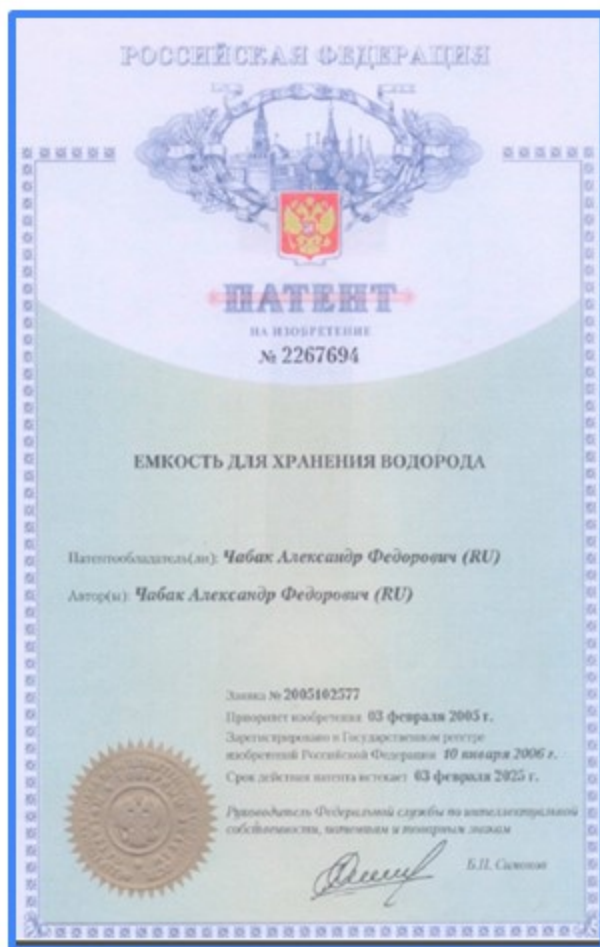 РОССИЙСКАЯ ФЕДЕРАЦИЯ
ПАТЕНТ
НА ИЗОБРЕТЕНИЕ
№ 2267694
ЕМКОСТЬ ДЛЯ ХРАНЕНИЯ ВОДОРОДА
Патентообладатель(ли): Чабак Александр Федорович (RU)
Автор(ы): Чабак Александр Федорович (RU)
Заявка № 2005102577
Приоритет изобретения 03 февраля 2005 г.
Зарегистрировано в Государственном реестре
изобретений Российской Федерации 10 января 2006 г.
Срок действия патента истекает 03 февраля 2025 г.
Руководитель Федеральной службы по интеллектуальной
собственности, патентам и товарным знакам
Б.П. Симонов